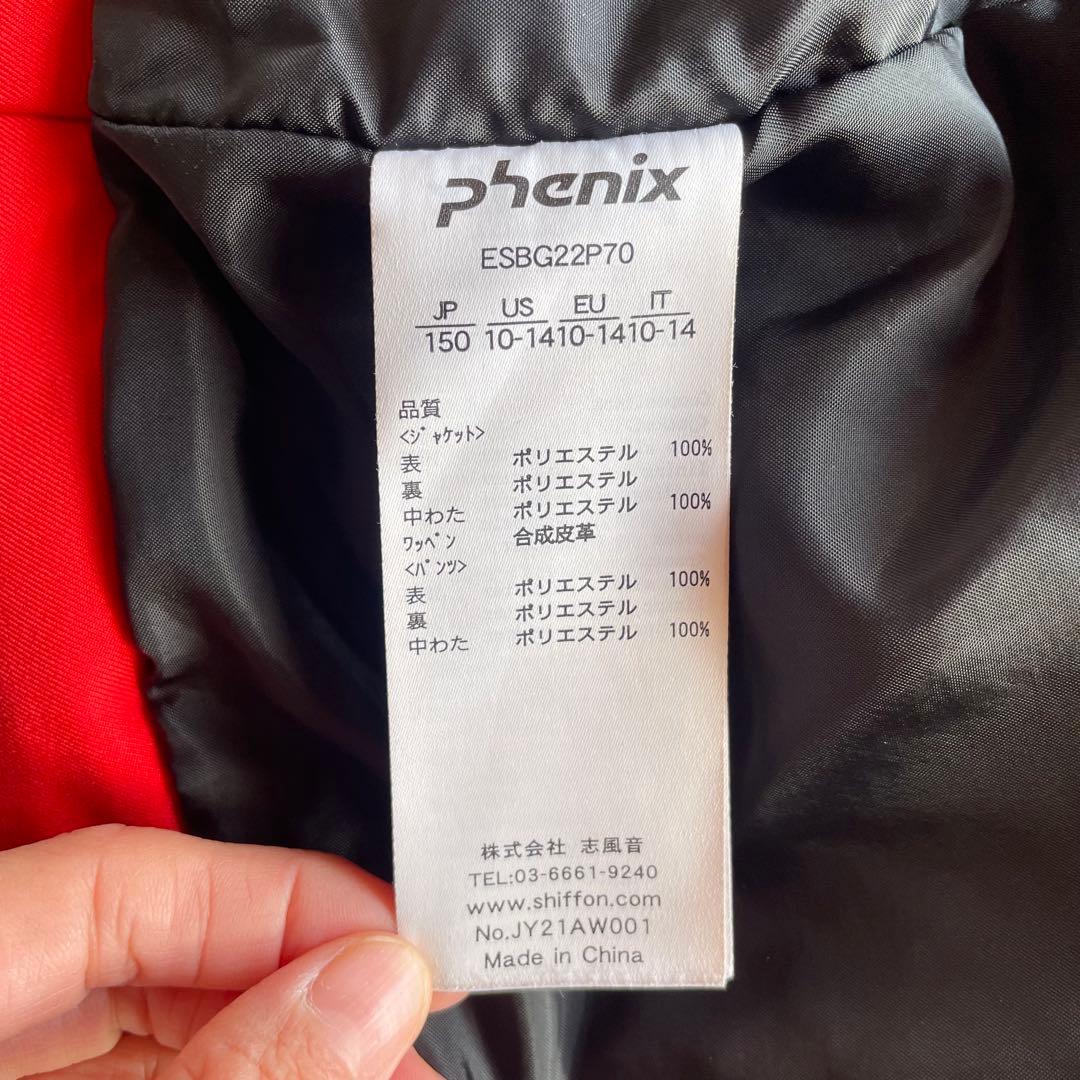 phenix
ESBG22P70
JP US EU IT
150 10-14 10-14 10-14
品質
<ｼﾞｬｹｯﾄ>
表 ポリエステル 100%
裏 ポリエステル
中わた ポリエステル 100%
ﾜｯﾍﾟﾝ 合成皮革
<ﾊﾟﾝﾂ>
表 ポリエステル 100%
裏 ポリエステル
中わた ポリエステル 100%
株式会社 志風音
TEL:03-6661-9240
www.shiffon.com
No.JY21AW001
Made in China